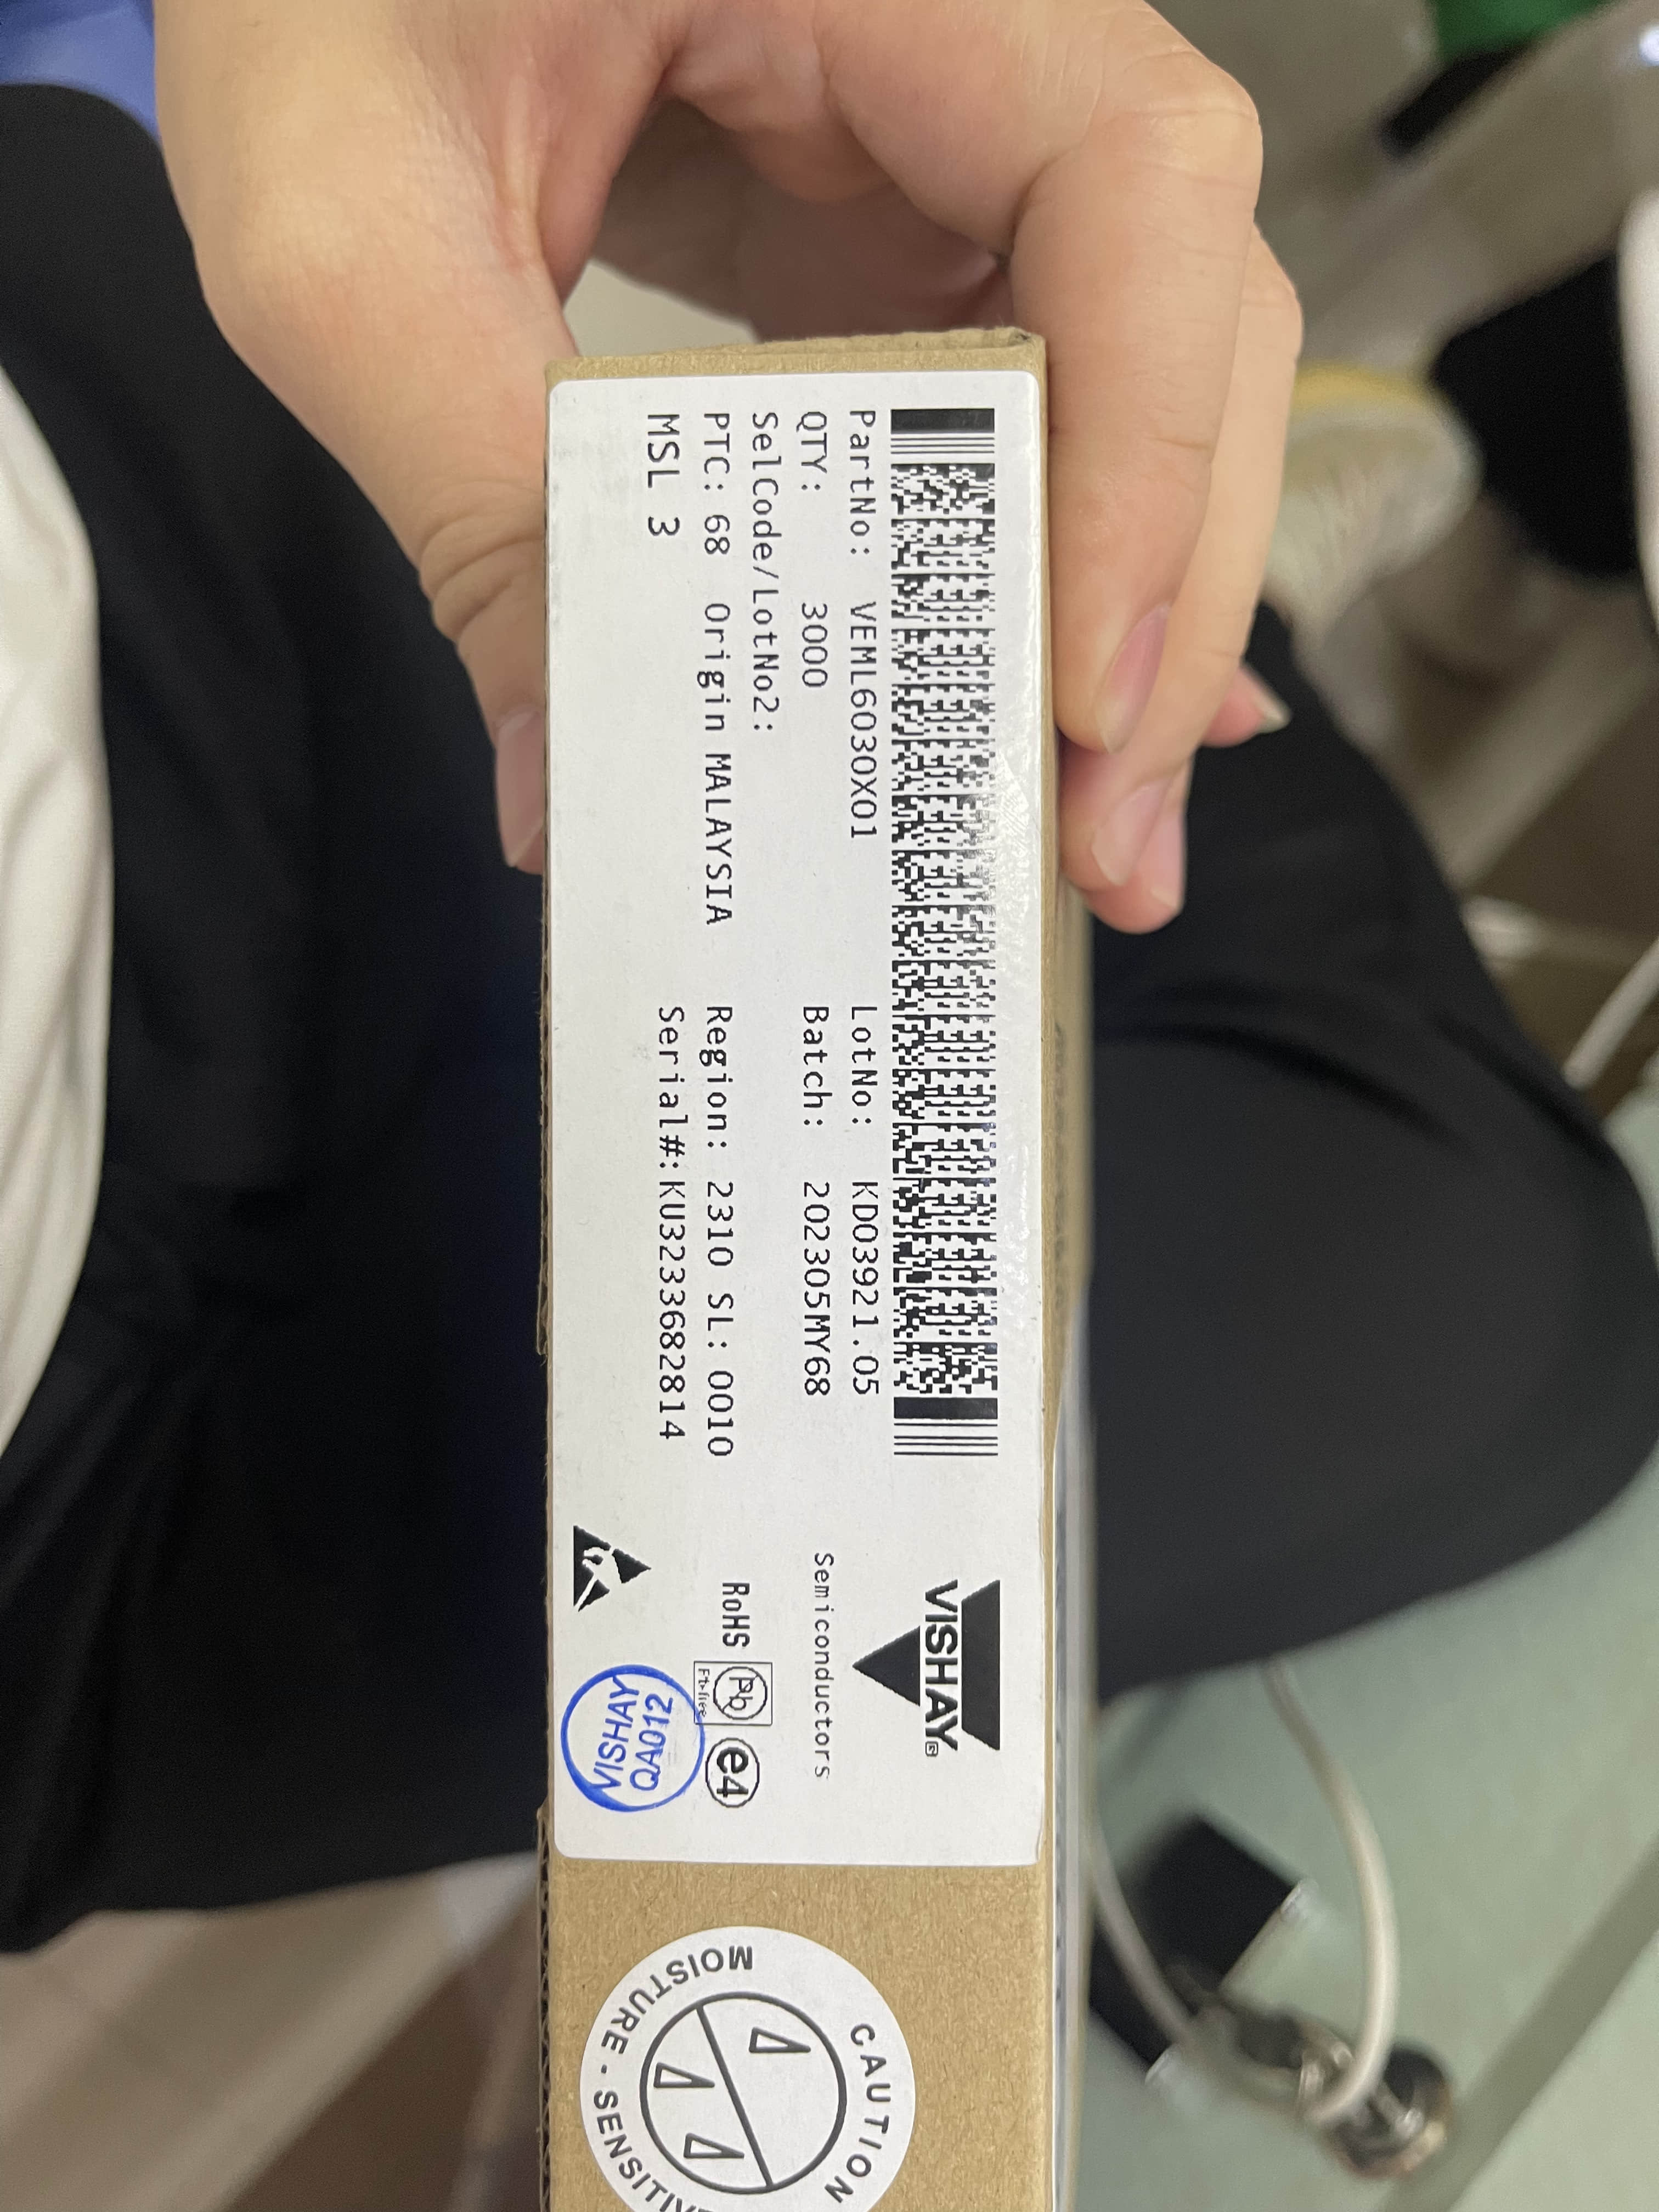 PartNo: VEML6030X01 LotNo: KD03921.05
QTY: 3000 Batch: 202305MY68
SelCode/LotNo2:
PTC: 68 Origin MALAYSIA Region: 2310 SL: 0010
MSL 3 Serial#:KU3233682814
VISHAY®
Semiconductors
RoHS Pb e4
VISHAY
QA012
CAUTION
MOISTURE - SENSITIV